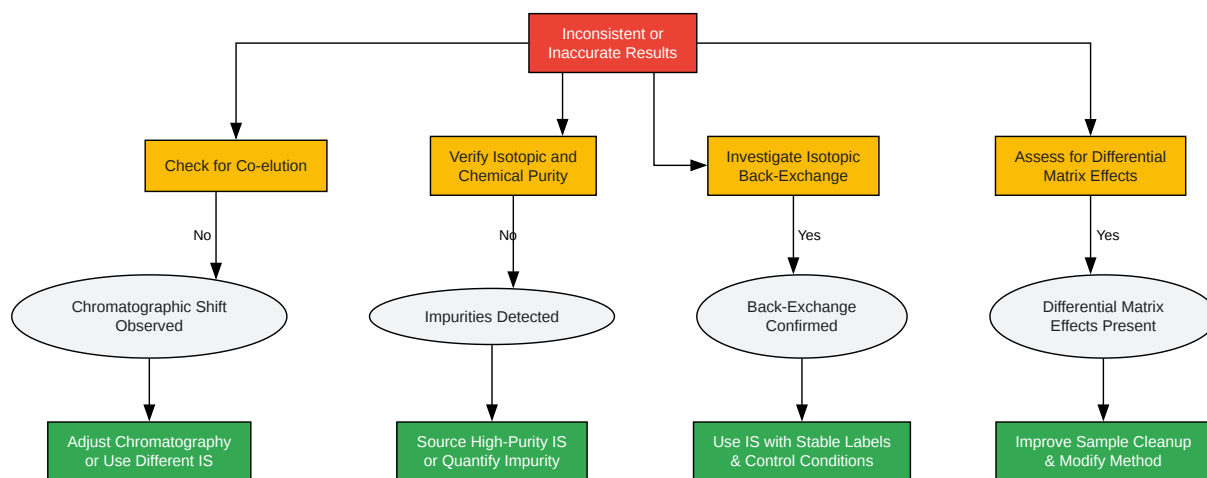 Inconsistent or
Inaccurate Results
Check for Co-elution
Verify Isotopic and
Chemical Purity
Investigate Isotopic
Back-Exchange
Assess for Differential
Matrix Effects
No
No
Yes
Yes
Chromatographic Shift
Observed
Impurities Detected
Back-Exchange
Confirmed
Differential Matrix
Effects Present
Adjust Chromatography
or Use Different IS
Source High-Purity IS
or Quantify Impurity
Use IS with Stable Labels
& Control Conditions
Improve Sample Cleanup
& Modify Method